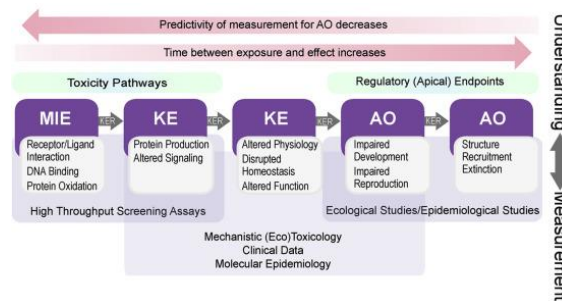 Predictivity of measurement for AO decreases
Time between exposure and effect increases
Toxicity Pathways
Regulatory (Apical) Endpoints
MIE
KER
KE
KER
KE
KER
AO
KER
AO
Receptor/Ligand
Interaction
DNA Binding
Protein Oxidation
Protein Production
Altered Signaling
Altered Physiology
Disrupted
Homeostasis
Altered Function
Impaired
Development
Impaired
Reproduction
Structure
Recruitment
Extinction
High Throughput Screening Assays
Ecological Studies/Epidemiological Studies
Mechanistic (Eco)Toxicology
Clinical Data
Molecular Epidemiology
Understanding
Measurement